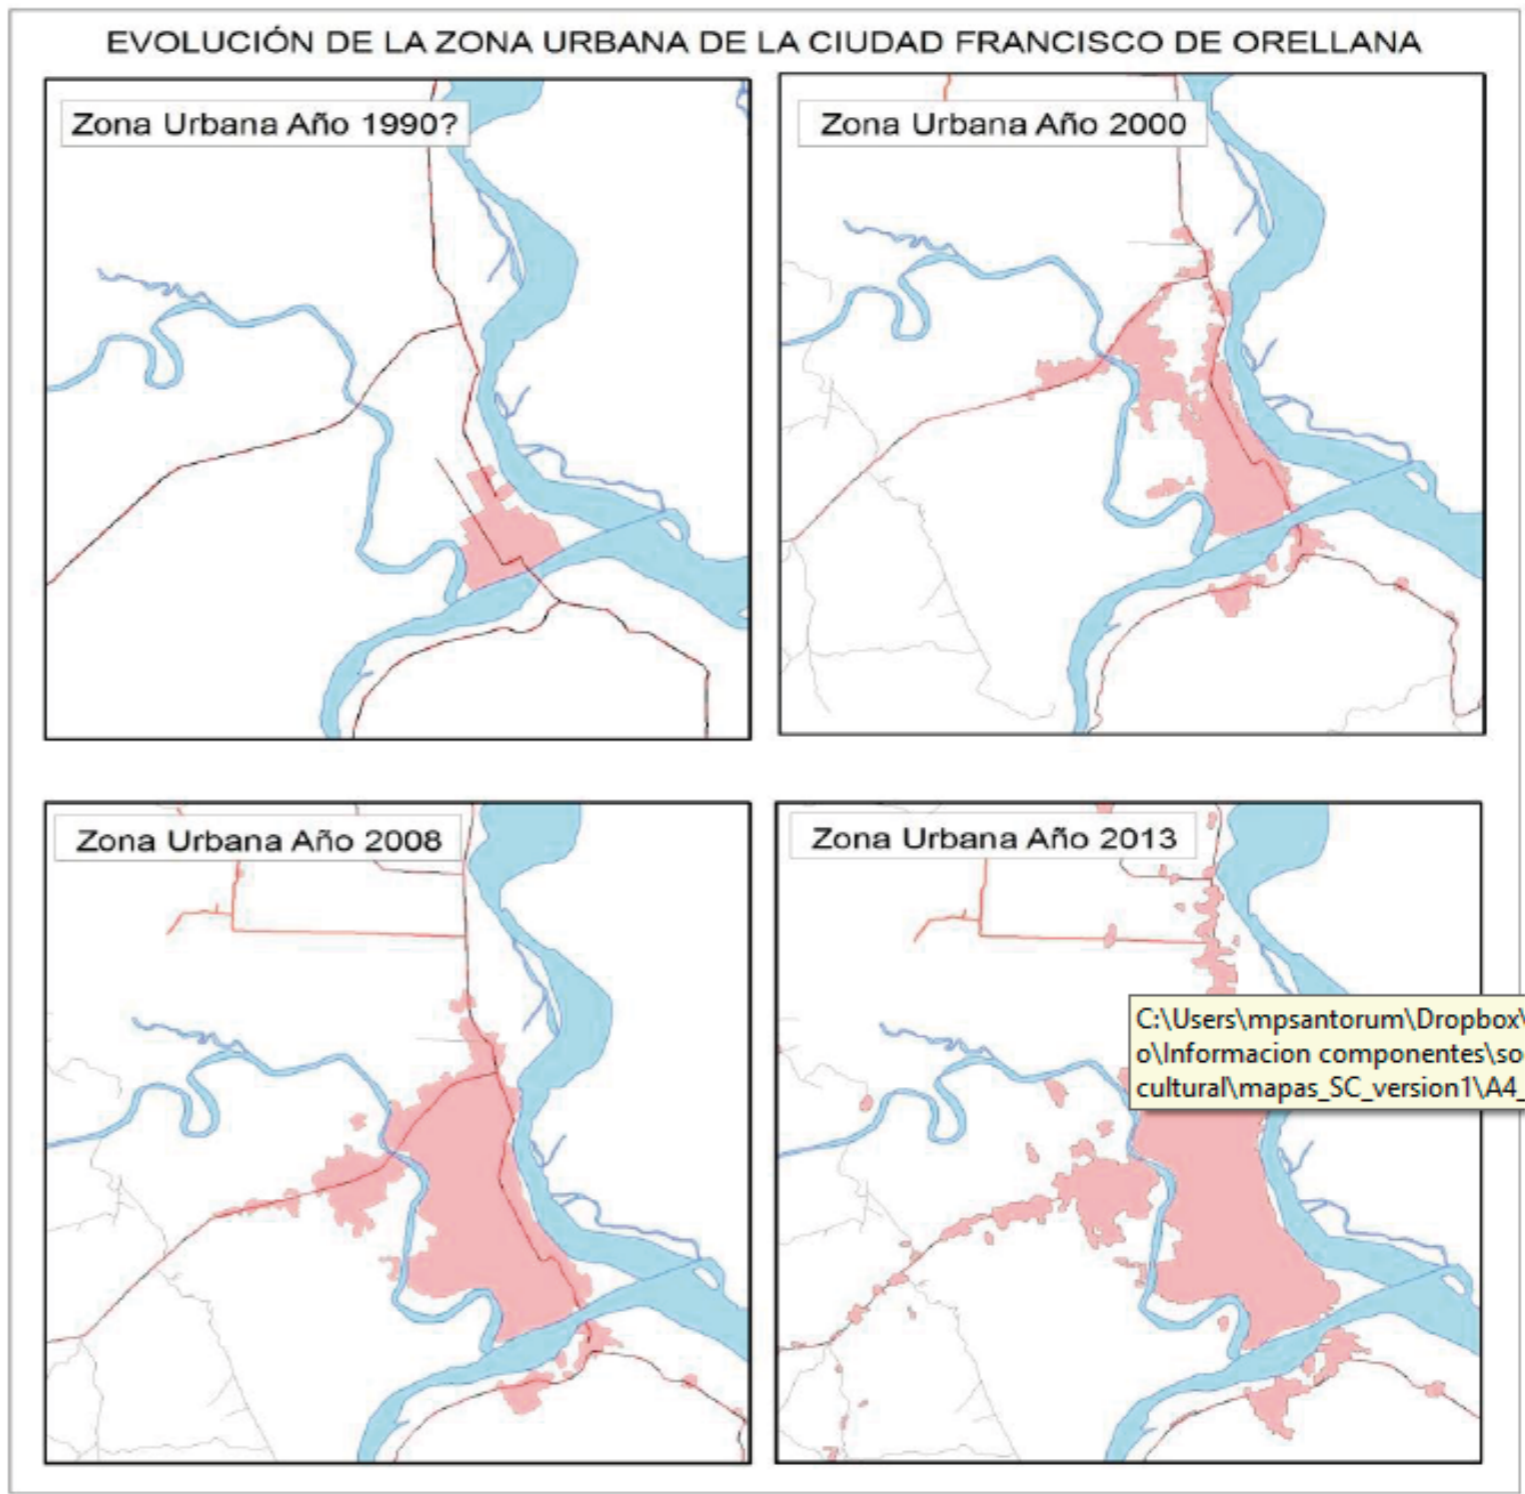 EVOLUCIÓN DE LA ZONA URBANA DE LA CIUDAD FRANCISCO DE ORELLANA
Zona Urbana Año 1990?
Zona Urbana Año 2000
Zona Urbana Año 2008
Zona Urbana Año 2013
C:\Users\mpsantorum\Dropbox\
o\Informacion componentes\so
cultural\mapas_SC_version1\A4_